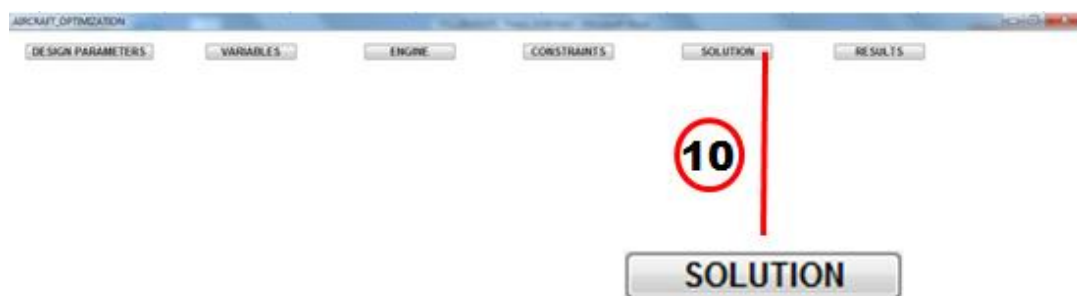 AIRCRAFT_OPTIMIZATION
DESIGN PARAMETERS VARIABLES ENGINE CONSTRAINTS SOLUTION RESULTS
10
SOLUTION